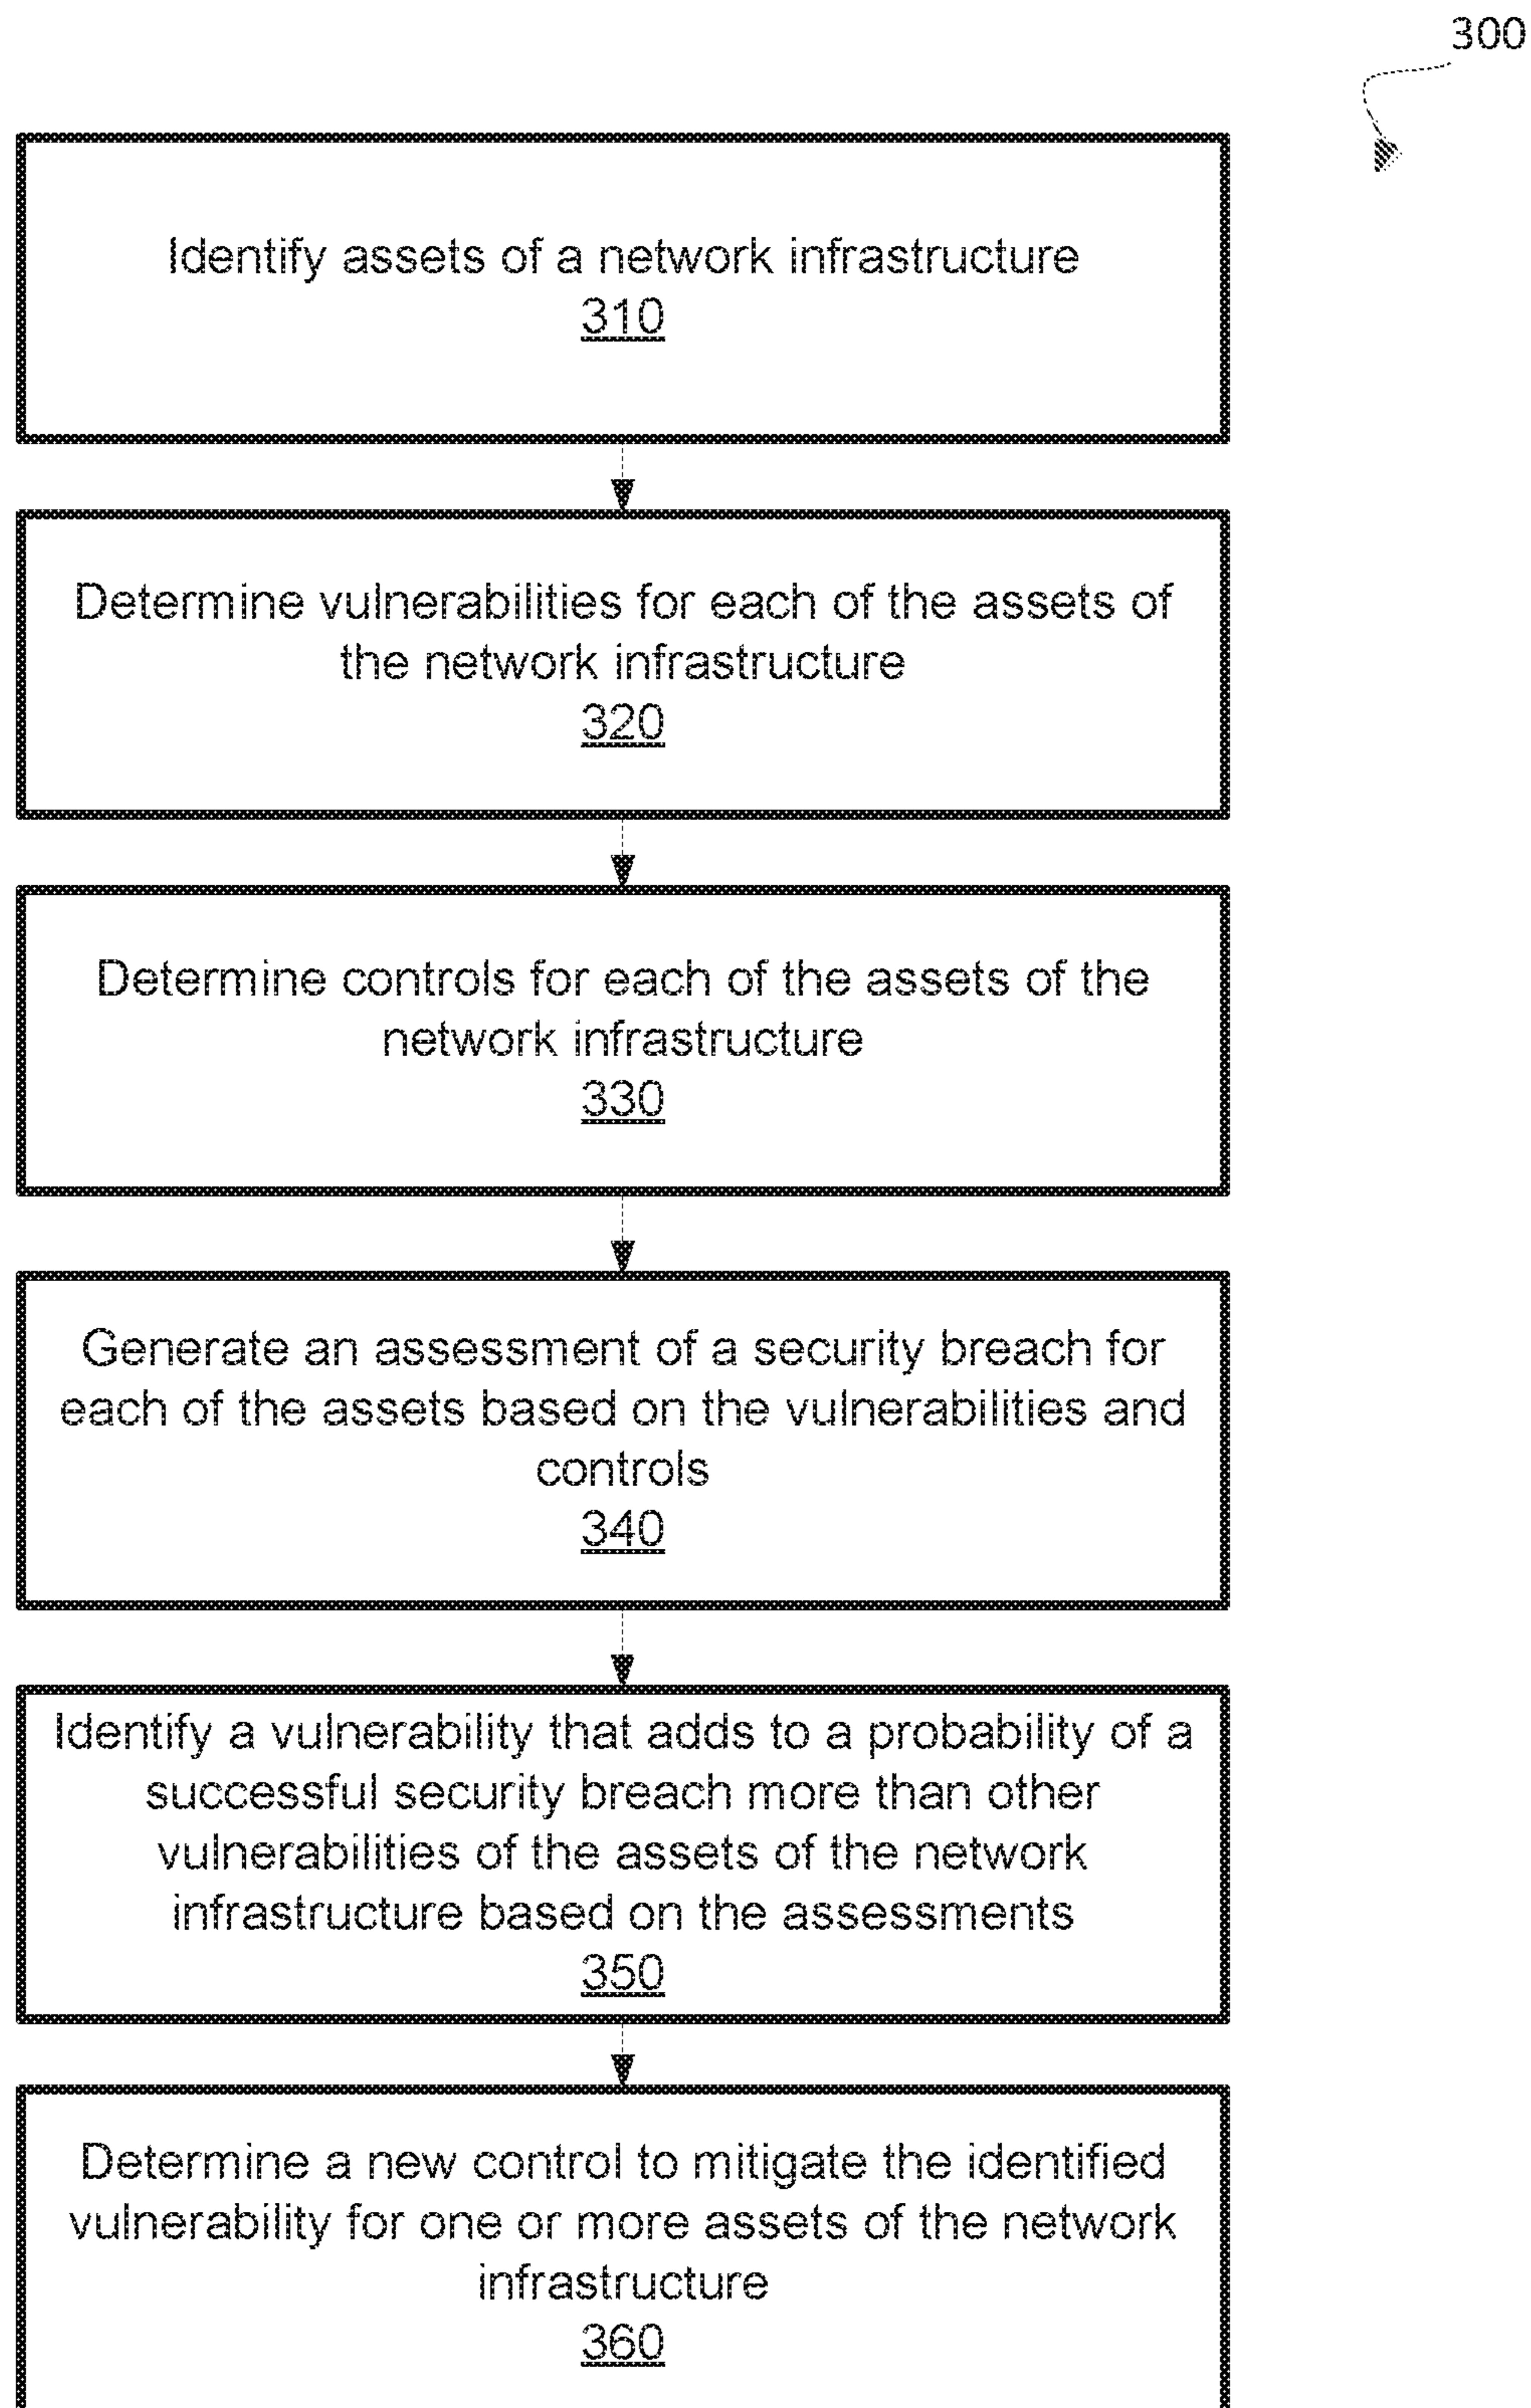 300
Identify assets of a network infrastructure
310
Determine vulnerabilities for each of the assets of
the network infrastructure
320
Determine controls for each of the assets of the
network infrastructure
330
Generate an assessment of a security breach for
each of the assets based on the vulnerabilities and
controls
340
Identify a vulnerability that adds to a probability of a
successful security breach more than other
vulnerabilities of the assets of the network
infrastructure based on the assessments
350
Determine a new control to mitigate the identified
vulnerability for one or more assets of the network
infrastructure
360